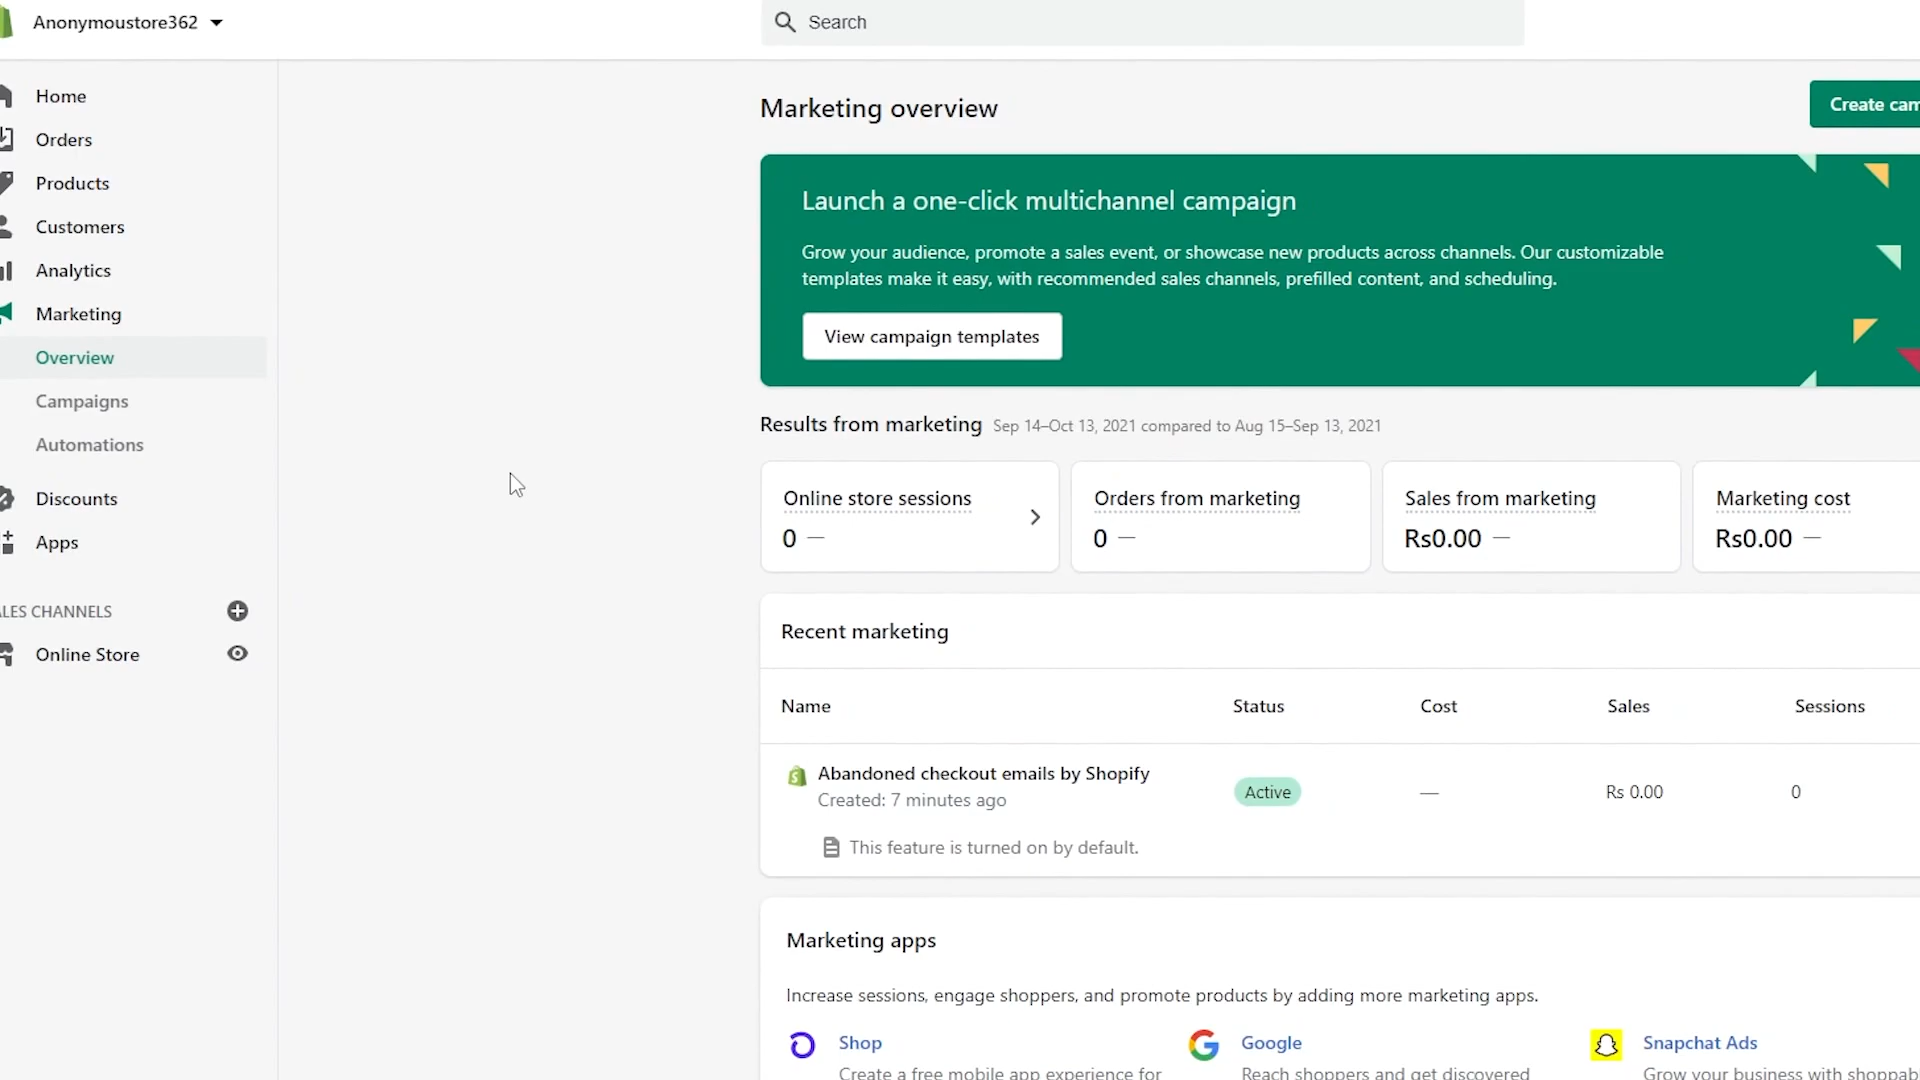 Anonymoustore362
Search
Home
Orders
Products
Customers
Analytics
Marketing
Overview
Campaigns
Automations
Discounts
Apps
ALES CHANNELS
Online Store
Marketing overview
Create cam
Launch a one-click multichannel campaign
Grow your audience, promote a sales event, or showcase new products across channels. Our customizable
templates make it easy, with recommended sales channels, prefilled content, and scheduling.
View campaign templates
Results from marketing Sep 14–Oct 13, 2021 compared to Aug 15–Sep 13, 2021
Online store sessions
0 —
Orders from marketing
0 —
Sales from marketing
Rs0.00 —
Marketing cost
Rs0.00 —
Recent marketing
Name Status Cost Sales Sessions
Abandoned checkout emails by Shopify
Created: 7 minutes ago
Active — Rs 0.00 0
This feature is turned on by default.
Marketing apps
Increase sessions, engage shoppers, and promote products by adding more marketing apps.
Shop
Create a free mobile app experience for
Google
Reach shoppers and get discovered
Snapchat Ads
Grow your business with shoppab